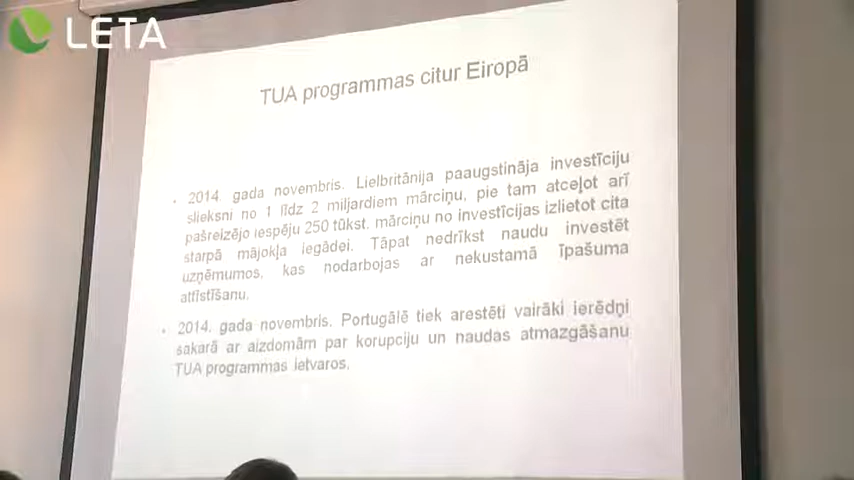 LETA
TUA programmas citur Eiropā
• 2014. gada novembris. Lielbritānija paaugstināja investīciju
slieksni no 1 līdz 2 miljardiem mārciņu, pie tam atceļot arī
pašreizējo iespēju 250 tūkst. mārciņu no investīcijas izlietot cita
starpā mājokļa iegādei. Tāpat nedrīkst naudu investēt
uzņēmumos, kas nodarbojas ar nekustamā īpašuma
attīstīšanu.
• 2014. gada novembris. Portugālē tiek arestēti vairāki ierēdņi
sakarā ar aizdomām par korupciju un naudas atmazgāšanu
TUA programmas ietvaros.